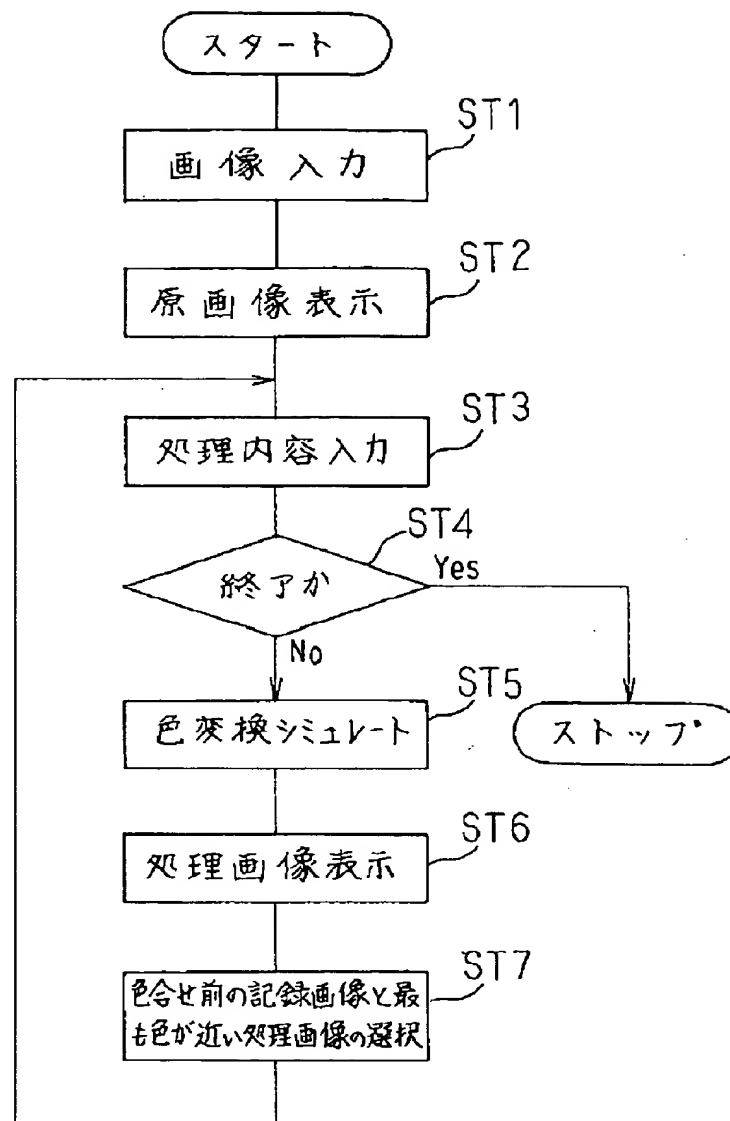 スタート
ST1
画像入力
ST2
原画像表示
ST3
処理内容入力
ST4
終了か
Yes
No
ST5
色変換シミュレート
ストップ
ST6
処理画像表示
ST7
色合せ前の記録画像と最
も色が近い処理画像の選択